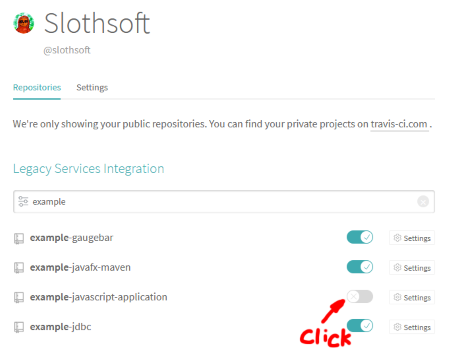 Slothsoft
@slothsoft
Repositories Settings
We're only showing your public repositories. You can find your private projects on travis-ci.com .
Legacy Services Integration
example
example-gaugebar Settings
example-javafx-maven Settings
example-javascript-application Settings
example-jdbc Settings
Click